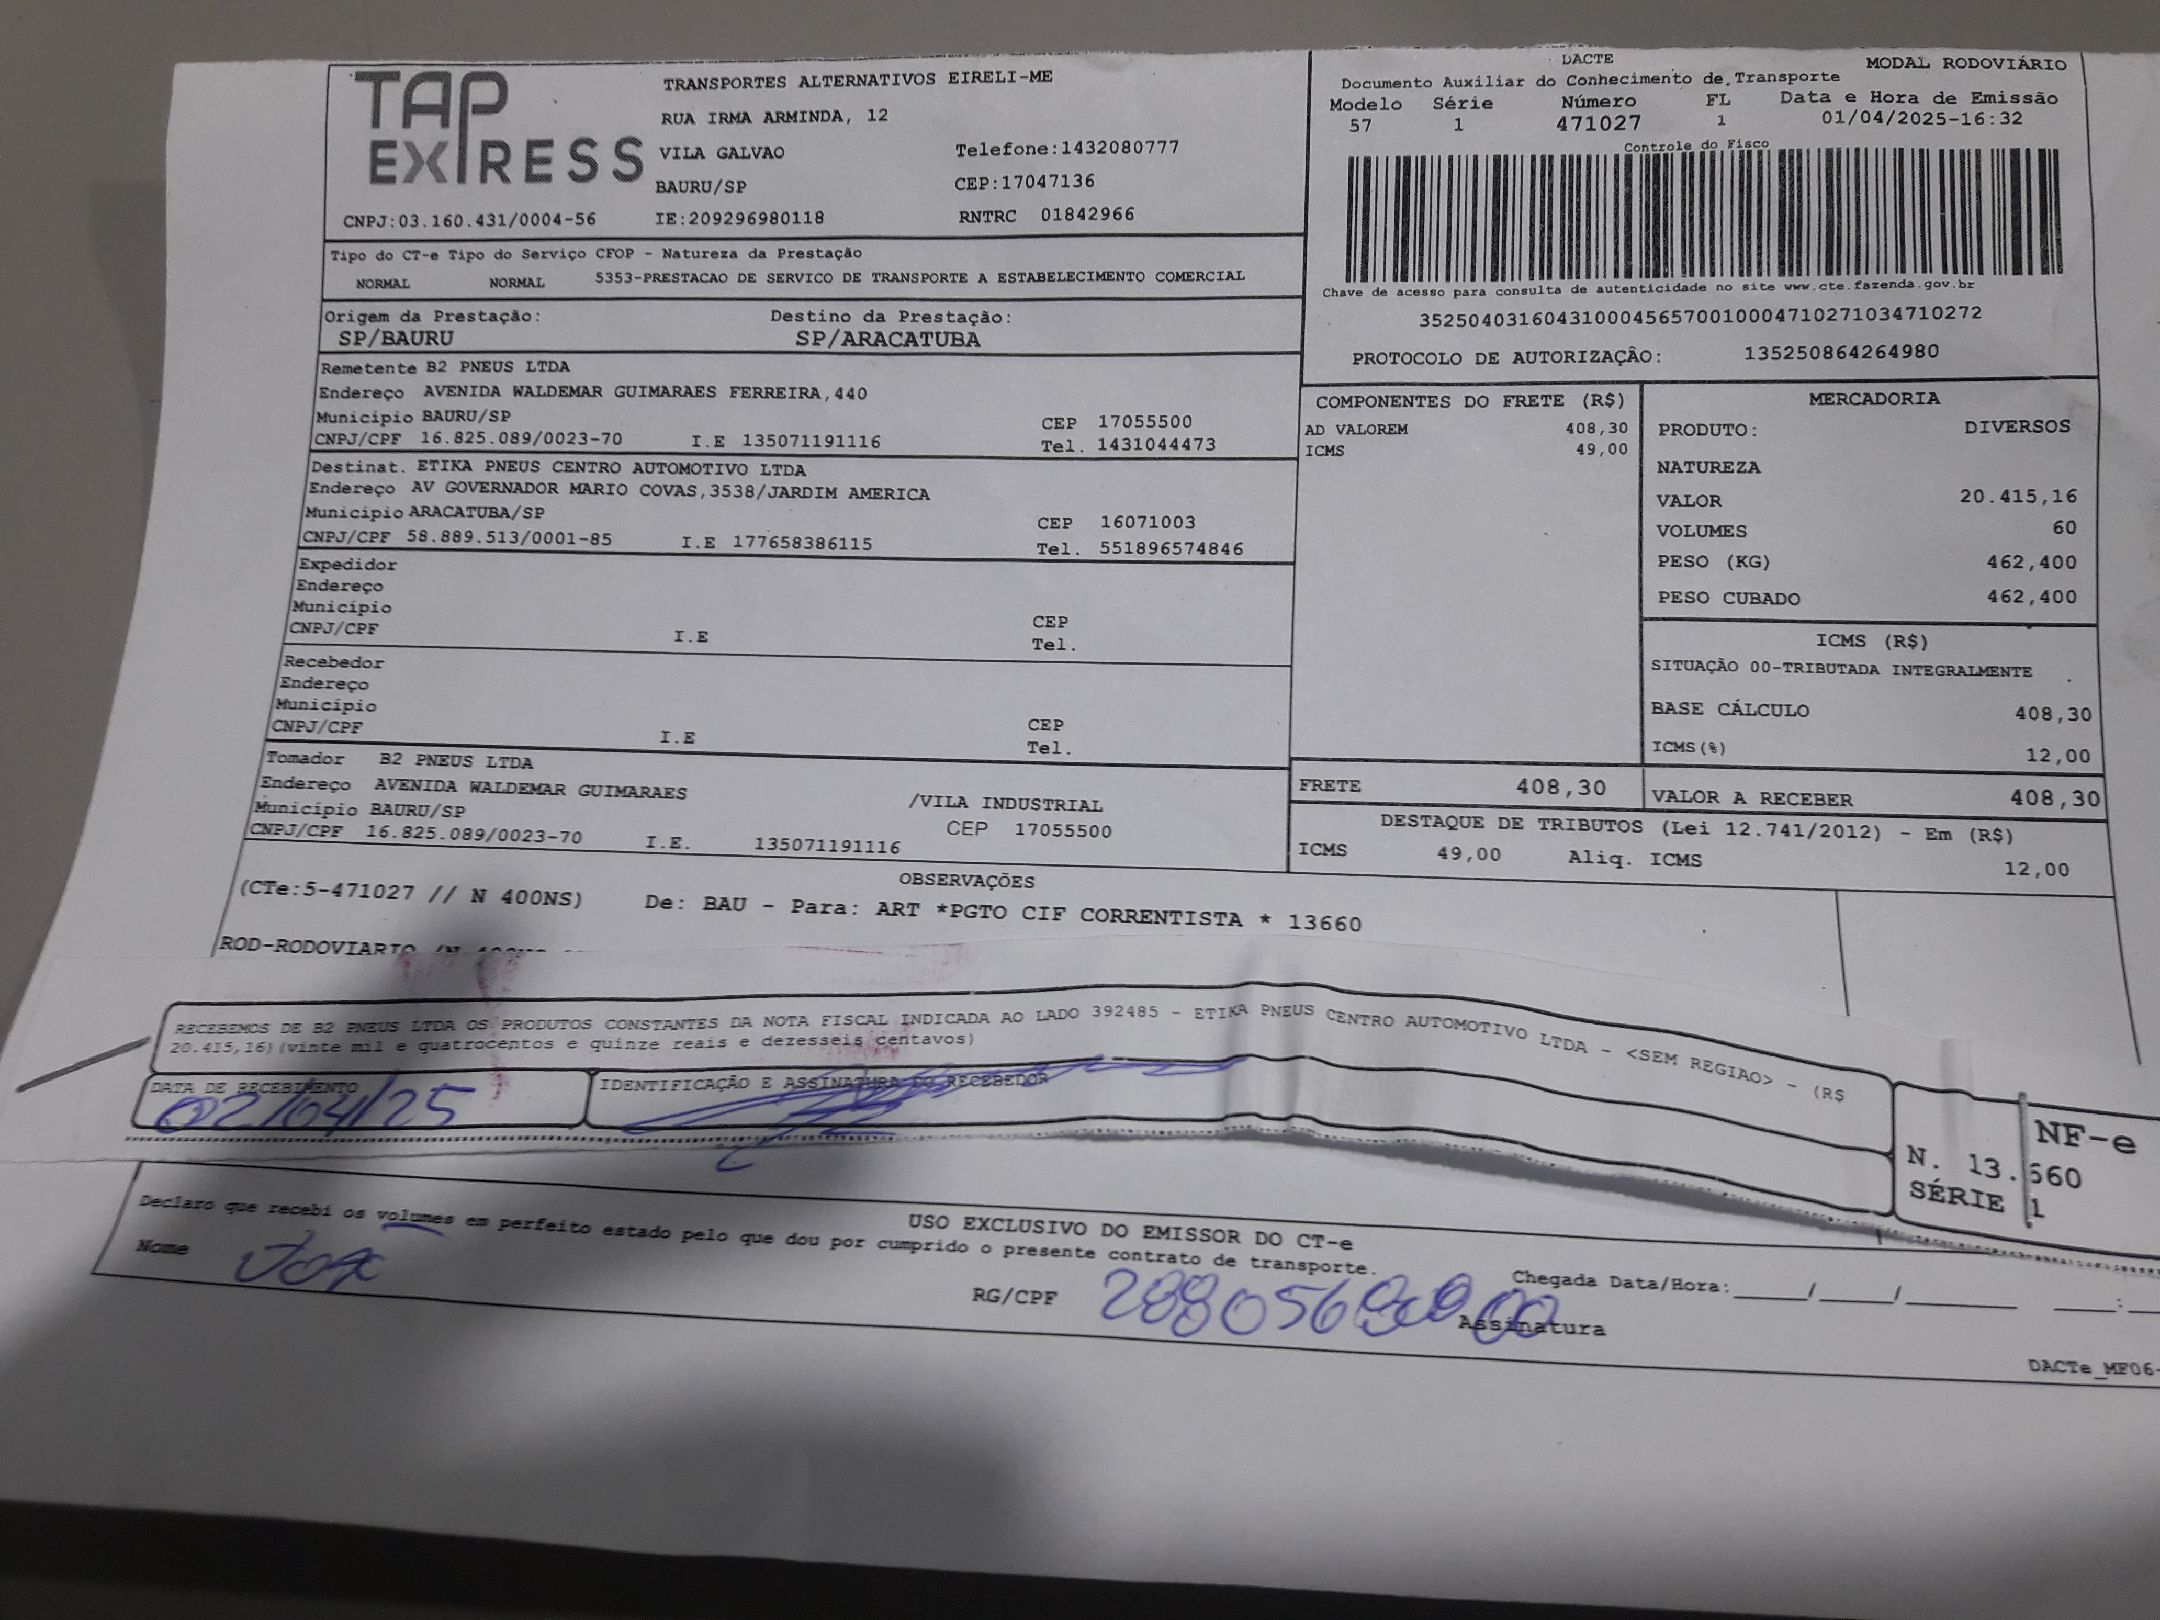 TAP EXPRESS
TRANSPORTES ALTERNATIVOS EIRELI-ME
RUA IRMA ARMINDA, 12
VILA GALVAO Telefone:1432080777
BAURU/SP CEP:17047136
CNPJ:03.160.431/0004-56 IE:209296980118 RNTRC 01842966
DACTE MODAL RODOVIÁRIO
Documento Auxiliar do Conhecimento de Transporte
Modelo Série Número FL Data e Hora de Emissão
57 1 471027 1 01/04/2025-16:32
Controle do Fisco
Chave de acesso para consulta de autenticidade no site www.cte.fazenda.gov.br
35250403160431000456570010004710271034710272
PROTOCOLO DE AUTORIZAÇÃO: 135250864264980
Tipo do CT-e Tipo do Serviço CFOP - Natureza da Prestação
NORMAL NORMAL 5353-PRESTACAO DE SERVICO DE TRANSPORTE A ESTABELECIMENTO COMERCIAL
Origem da Prestação: Destino da Prestação:
SP/BAURU SP/ARACATUBA
Remetente B2 PNEUS LTDA
Endereço AVENIDA WALDEMAR GUIMARAES FERREIRA,440
Município BAURU/SP CEP 17055500
CNPJ/CPF 16.825.089/0023-70 I.E 135071191116 Tel. 1431044473
Destinat. ETIKA PNEUS CENTRO AUTOMOTIVO LTDA
Endereço AV GOVERNADOR MARIO COVAS,3538/JARDIM AMERICA
Município ARACATUBA/SP CEP 16071003
CNPJ/CPF 58.889.513/0001-85 I.E 177658386115 Tel. 551896574846
Expedidor
Endereço
Município CEP
CNPJ/CPF I.E Tel.
Recebedor
Endereço
Município CEP
CNPJ/CPF I.E Tel.
Tomador B2 PNEUS LTDA
Endereço AVENIDA WALDEMAR GUIMARAES /VILA INDUSTRIAL
Município BAURU/SP CEP 17055500
CNPJ/CPF 16.825.089/0023-70 I.E. 135071191116
COMPONENTES DO FRETE (R$)
AD VALOREM 408,30
ICMS 49,00
MERCADORIA
PRODUTO: DIVERSOS
NATUREZA
VALOR 20.415,16
VOLUMES 60
PESO (KG) 462,400
PESO CUBADO 462,400
ICMS (R$)
SITUAÇÃO 00-TRIBUTADA INTEGRALMENTE
BASE CÁLCULO 408,30
ICMS(%) 12,00
FRETE 408,30 VALOR A RECEBER 408,30
DESTAQUE DE TRIBUTOS (Lei 12.741/2012) - Em (R$)
ICMS 49,00 Aliq. ICMS 12,00
OBSERVAÇÕES
(CTe:5-471027 // N 400NS) De: BAU - Para: ART *PGTO CIF CORRENTISTA * 13660
ROD-RODOVIARIO
RECEBEMOS DE B2 PNEUS LTDA OS PRODUTOS CONSTANTES DA NOTA FISCAL INDICADA AO LADO 392485 - ETIKA PNEUS CENTRO AUTOMOTIVO LTDA - <SEM REGIAO> - (R$
20.415,16)(vinte mil e quatrocentos e quinze reais e dezesseis centavos)
DATA DE RECEBIMENTO IDENTIFICAÇÃO E ASSINATURA DO RECEBEDOR
02/04/25
NF-e
N. 13.660
SÉRIE 1
USO EXCLUSIVO DO EMISSOR DO CT-e
Declaro que recebi os volumes em perfeito estado pelo que dou por cumprido o presente contrato de transporte.
Nome RG/CPF Assinatura
Chegada Data/Hora:_____/_____/_________ ____:
DACTe_MF06-